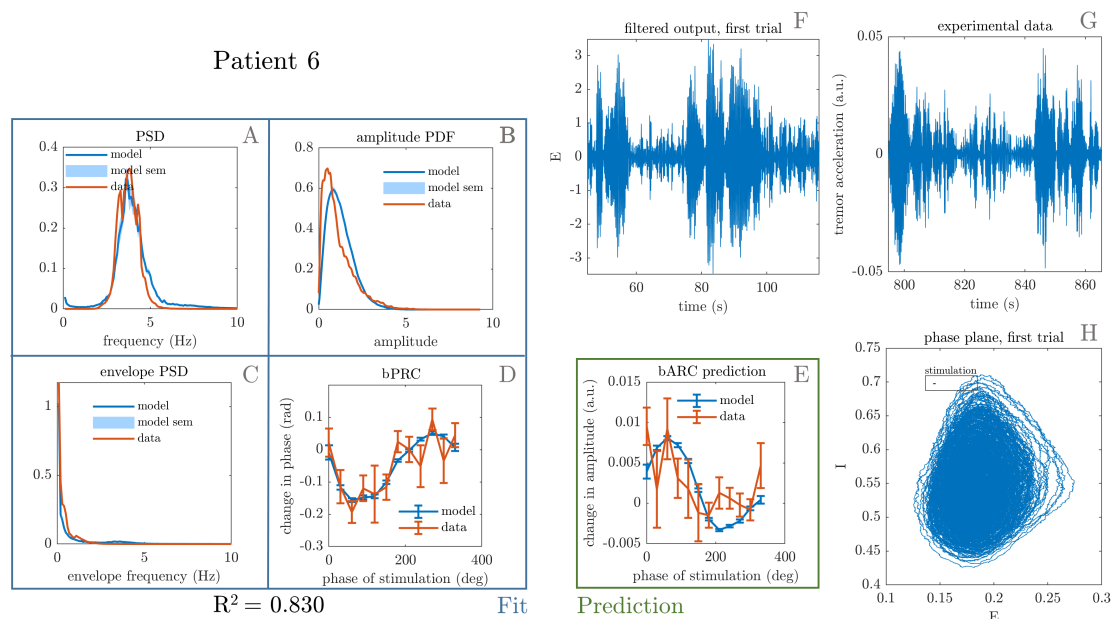 Patient 6
A
PSD
model
model sem
data
0.4
0.3
0.2
0.1
0
0
5
10
frequency (Hz)
B
amplitude PDF
model
model sem
data
0.8
0.6
0.4
0.2
0
0
5
10
amplitude
C
envelope PSD
model
model sem
data
1
0.5
0
0
5
10
envelope frequency (Hz)
D
bPRC
model
data
change in phase (rad)
0.1
0
-0.1
-0.2
-0.3
0
200
400
phase of stimulation (deg)
R² = 0.830
Fit
F
filtered output, first trial
E
3
2
1
0
-1
-2
-3
60
80
100
time (s)
G
experimental data
tremor acceleration (a.u.)
0.05
0
-0.05
800
820
840
860
time (s)
E
bARC prediction
model
data
change in amplitude (a.u.)
0.015
0.01
0.005
0
-0.005
0
200
400
phase of stimulation (deg)
Prediction
H
phase plane, first trial
stimulation
I
0.75
0.7
0.65
0.6
0.55
0.5
0.45
0.4
0.1
0.15
0.2
0.25
0.3
E